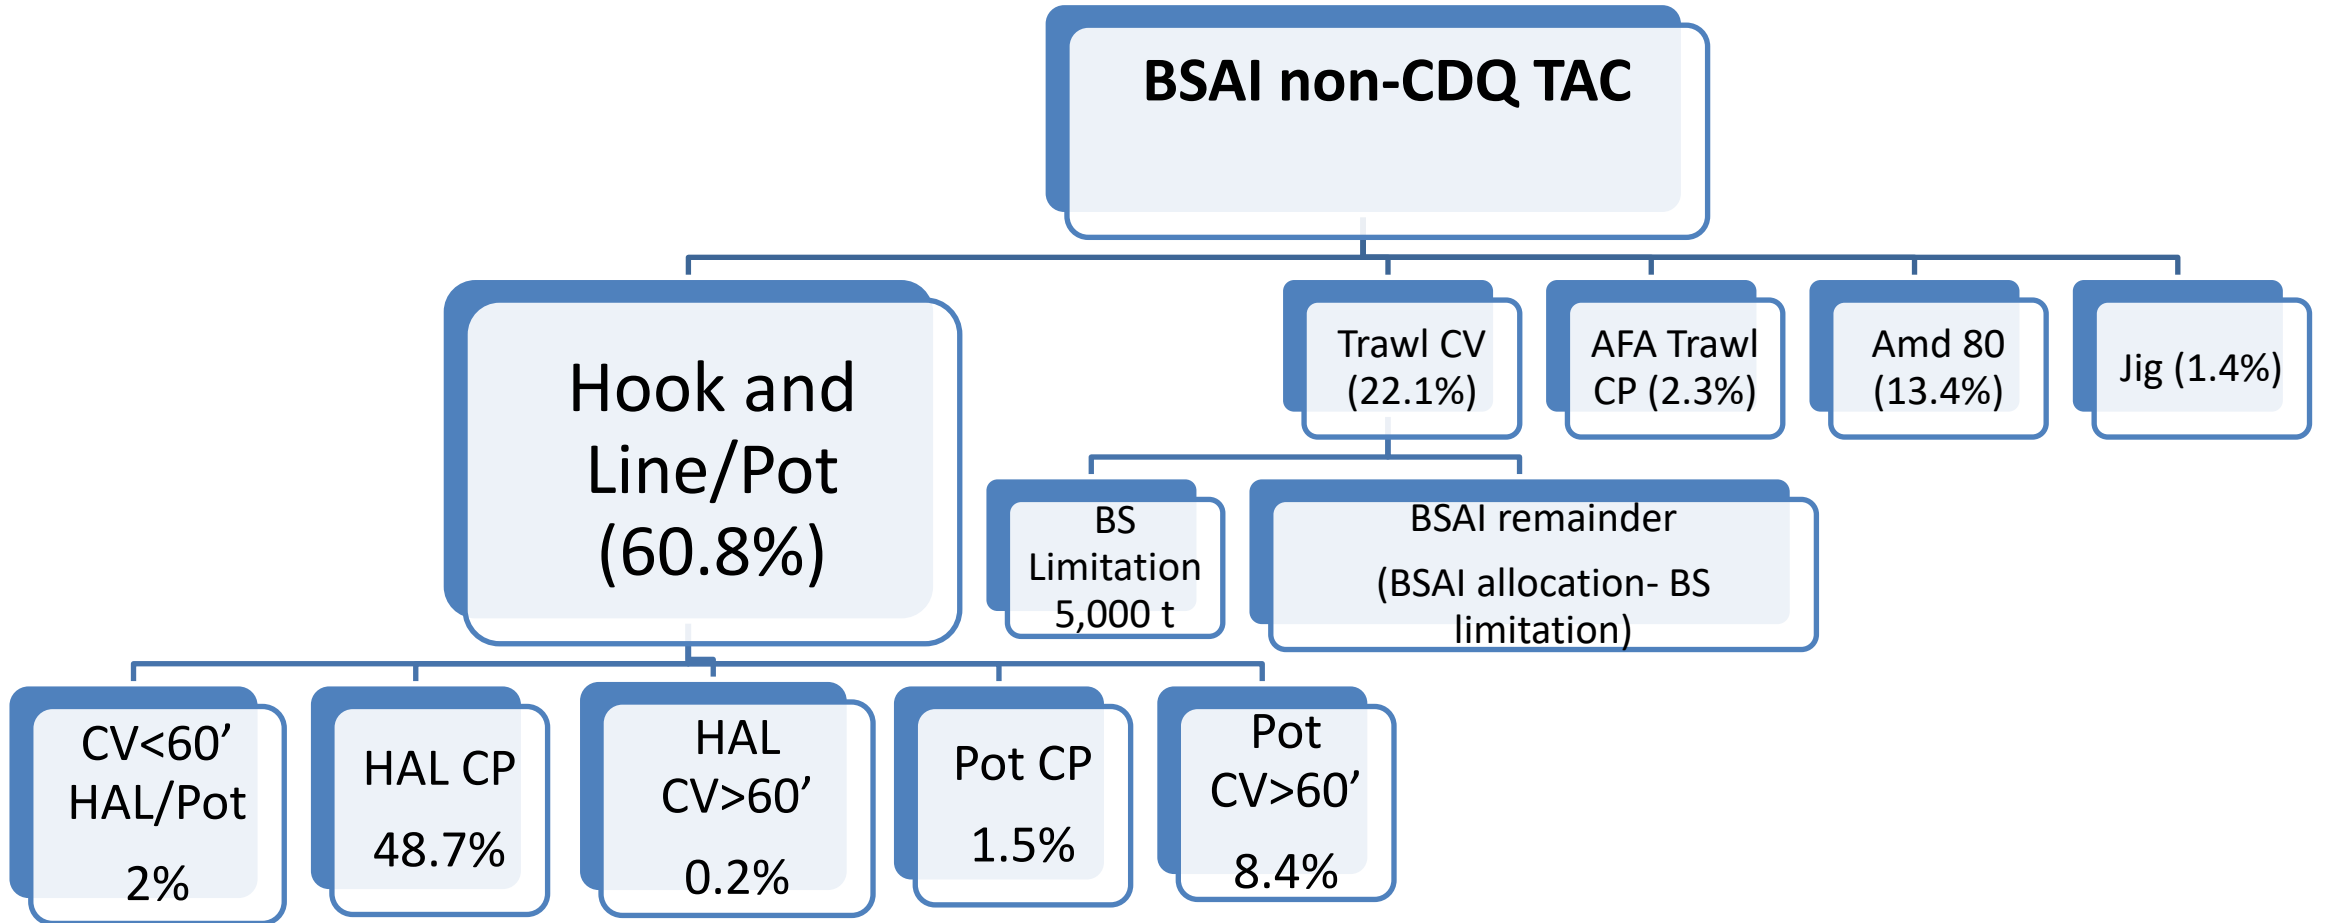 BSAI non-CDQ TAC
Hook and
Line/Pot
(60.8%)
Trawl CV
(22.1%)
AFA Trawl
CP (2.3%)
Amd 80
(13.4%)
Jig (1.4%)
BS
Limitation
5,000 t
BSAI remainder
(BSAI allocation- BS
limitation)
CV<60’
HAL/Pot
2%
HAL CP
48.7%
HAL
CV>60’
0.2%
Pot CP
1.5%
Pot
CV>60’
8.4%